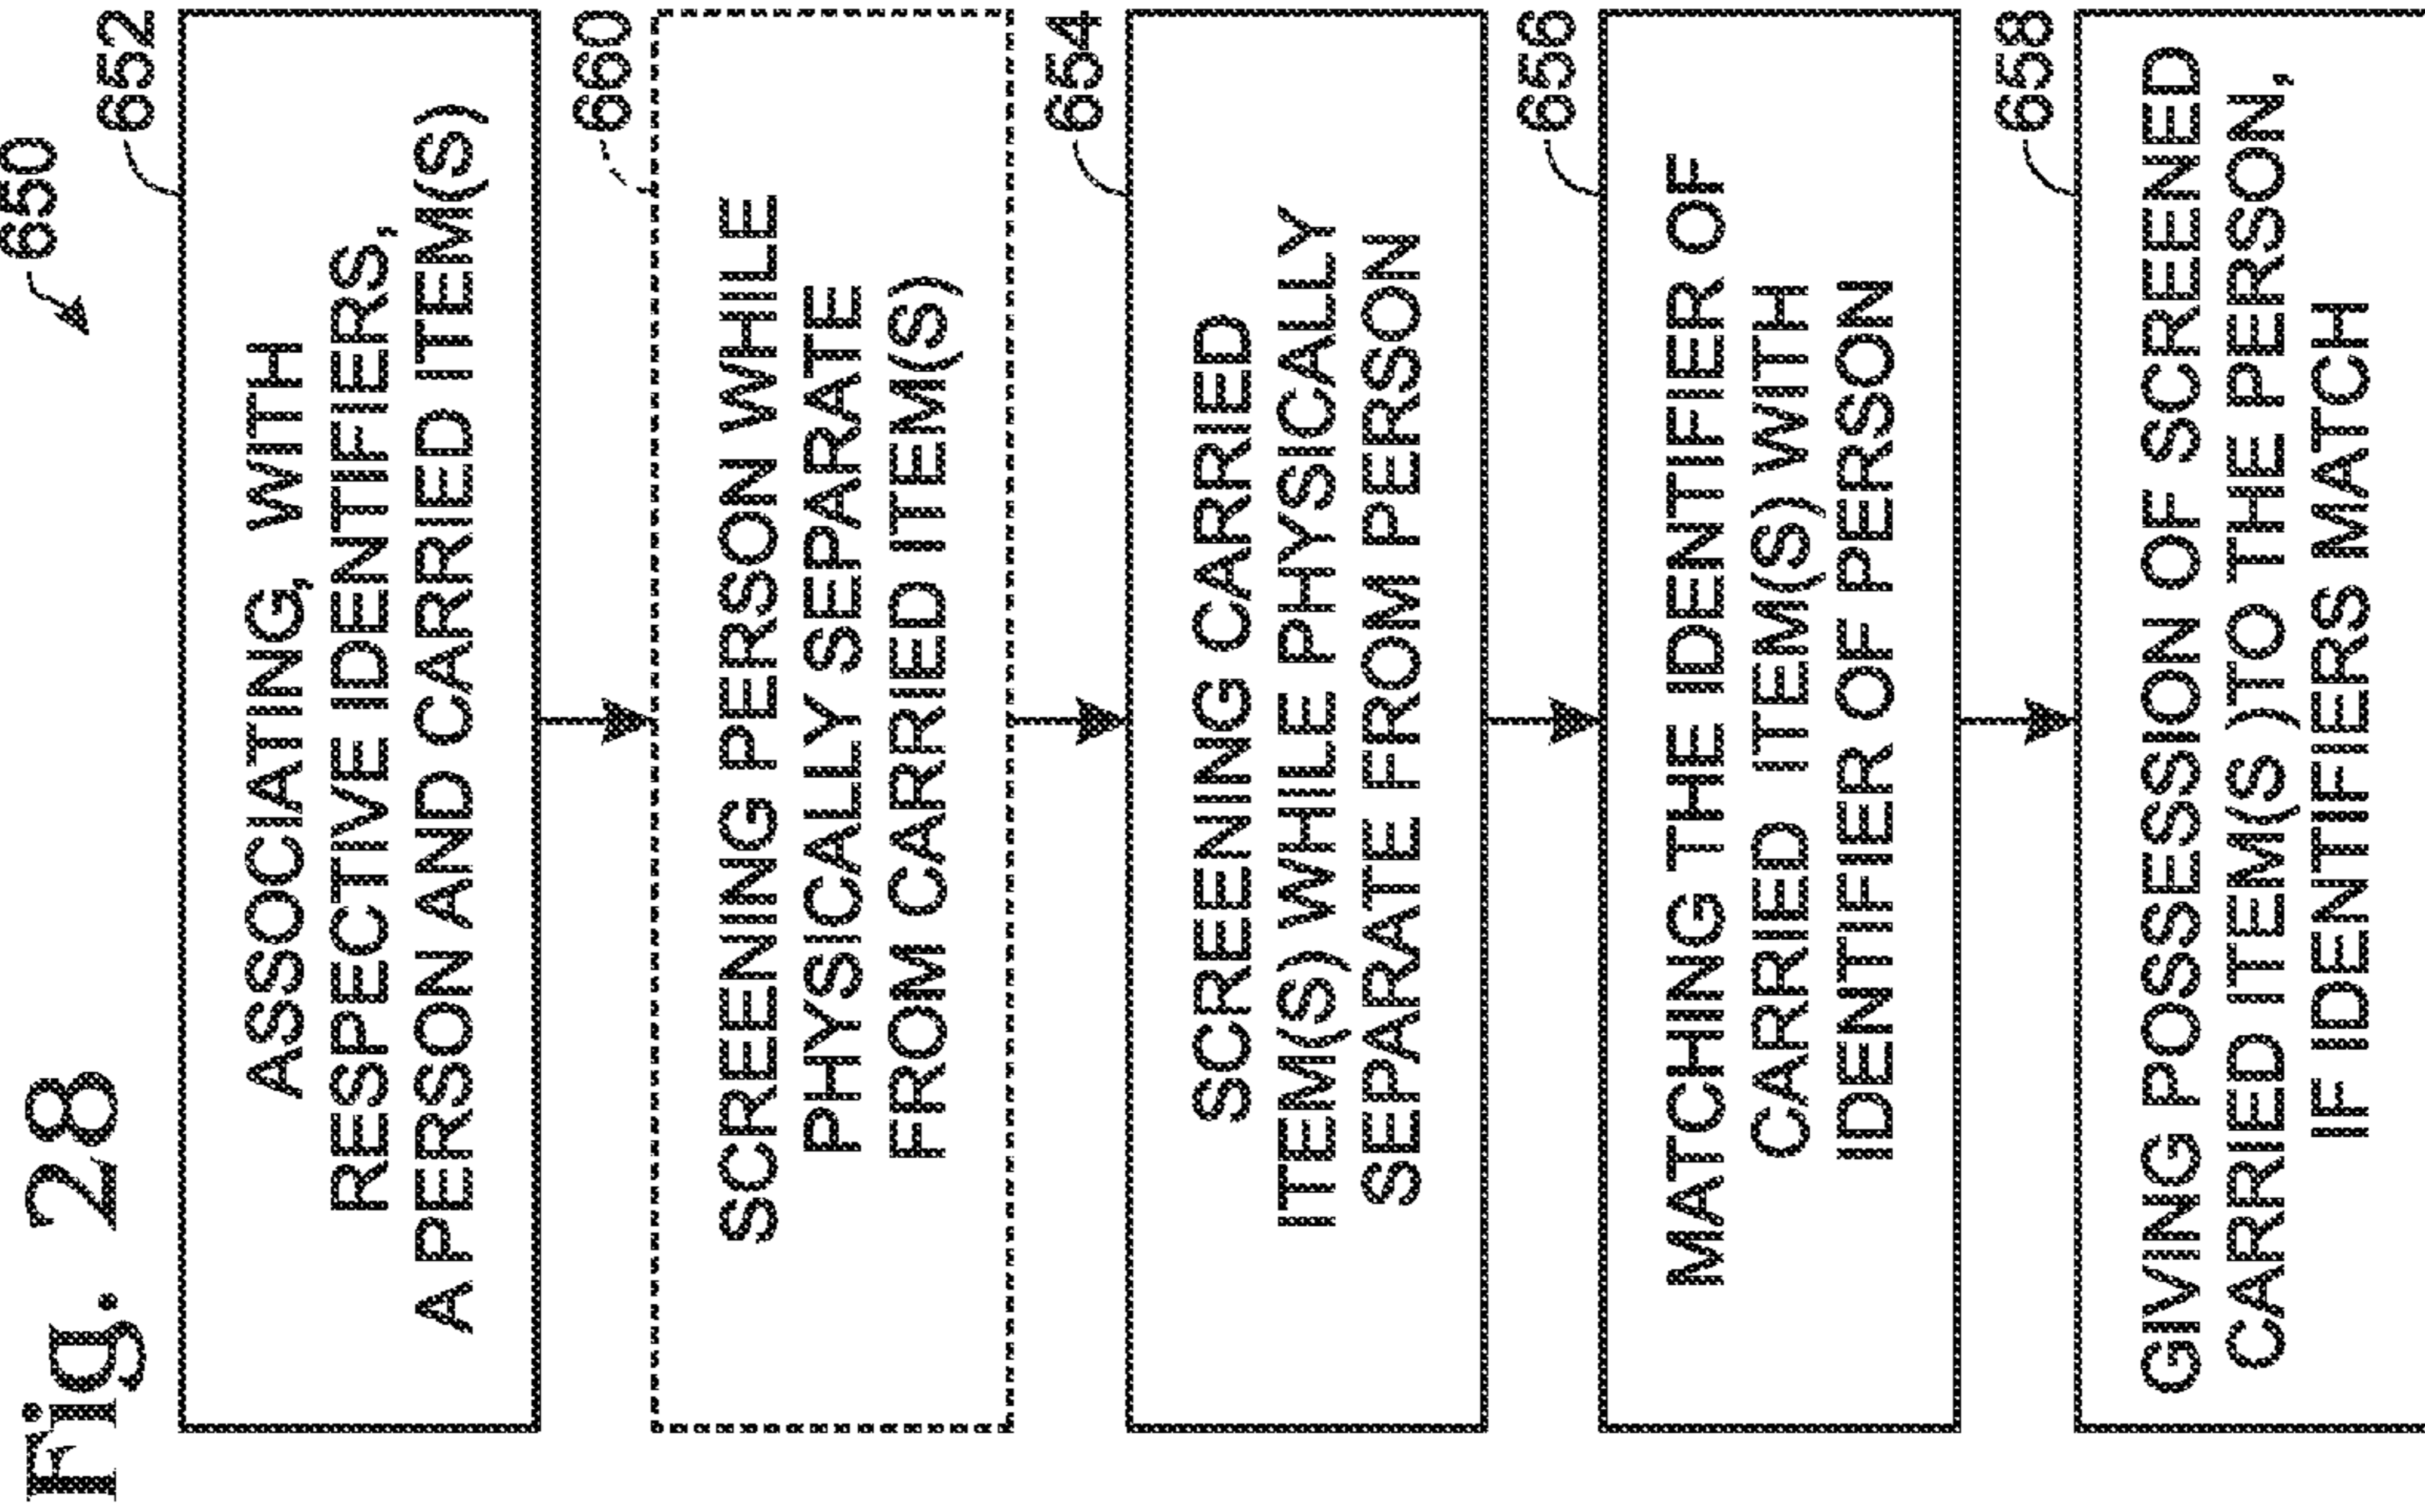 Fig. 28
650
652
ASSOCIATING, WITH
RESPECTIVE IDENTIFIERS,
A PERSON AND CARRIED ITEM(S)
660
SCREENING PERSON WHILE
PHYSICALLY SEPARATE
FROM CARRIED ITEM(S)
654
SCREENING CARRIED
ITEM(S) WHILE PHYSICALLY
SEPARATE FROM PERSON
656
MATCHING THE IDENTIFIER OF
CARRIED ITEM(S) WITH
IDENTIFIER OF PERSON
658
GIVING POSSESSION OF SCREENED
CARRIED ITEM(S )TO THE PERSON,
IF IDENTIFIERS MATCH